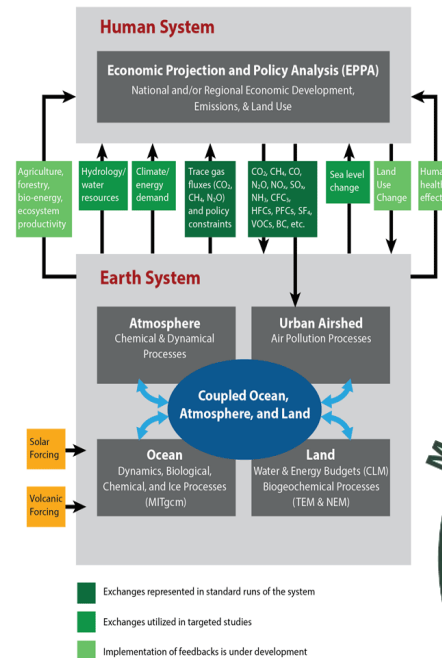 Human System
Economic Projection and Policy Analysis (EPPA)
National and/or Regional Economic Development,
Emissions, & Land Use
Agriculture,
forestry,
bio-energy,
ecosystem
productivity
Hydrology/
water
resources
Climate/
energy
demand
Trace gas
fluxes (CO₂,
CH₄, N₂O)
and policy
constraints
CO₂, CH₄, CO,
N₂O, NOₓ, SOₓ,
NH₃, CFCₛ,
HFCs, PFCs, SF₄,
VOCs, BC, etc.
Sea level
change
Land
Use
Change
Human
health
effect
Earth System
Atmosphere
Chemical & Dynamical
Processes
Urban Airshed
Air Pollution Processes
Coupled Ocean,
Atmosphere, and Land
Solar
Forcing
Volcanic
Forcing
Ocean
Dynamics, Biological,
Chemical, and Ice Processes
(MITgcm)
Land
Water & Energy Budgets (CLM)
Biogeochemical Processes
(TEM & NEM)
Exchanges represented in standard runs of the system
Exchanges utilized in targeted studies
Implementation of feedbacks is under development
M